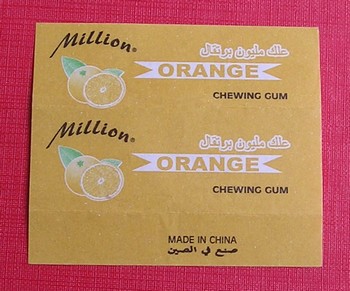 Million®
علك مليون برتقال
ORANGE
CHEWING GUM
Million®
علك مليون برتقال
ORANGE
CHEWING GUM
MADE IN CHINA
صنع في الصين